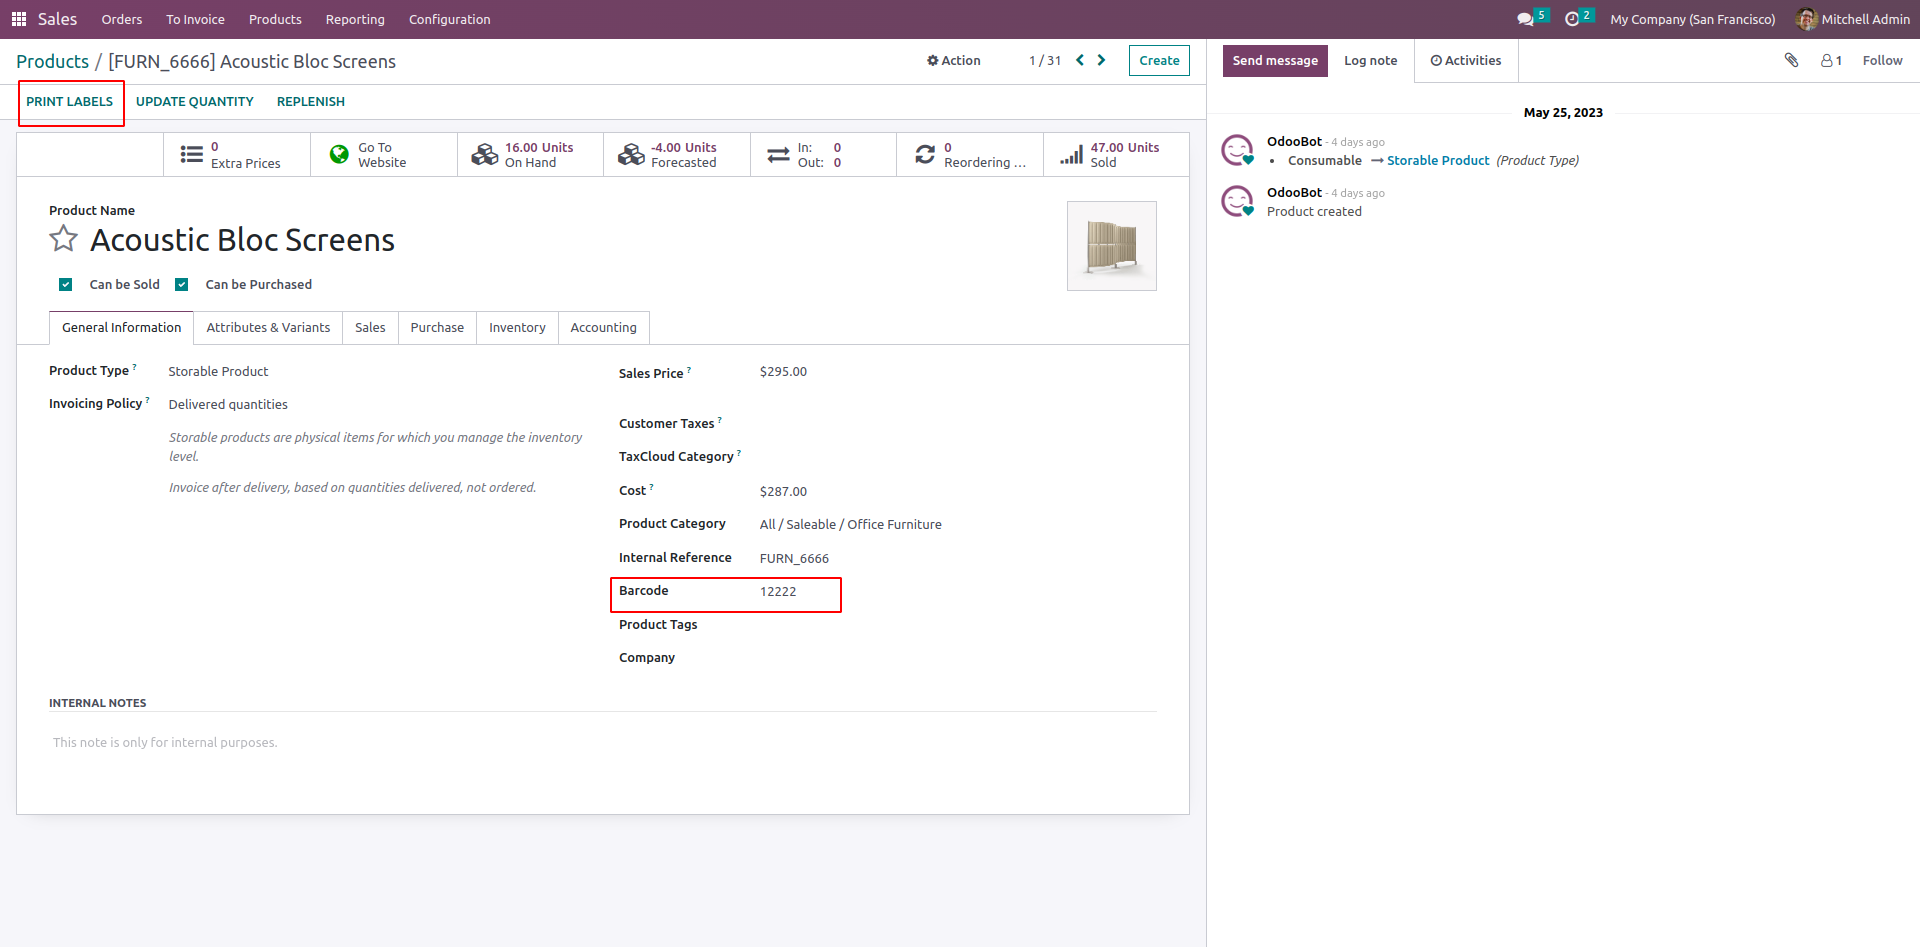 Sales Orders To Invoice Products Reporting Configuration 5 2 My Company (San Francisco) Mitchell Admin
Products / [FURN_6666] Acoustic Bloc Screens Action 1 / 31 Create
PRINT LABELS UPDATE QUANTITY REPLENISH
0 Extra Prices
Go To Website
16.00 Units On Hand
-4.00 Units Forecasted
In: 0
Out: 0
0 Reordering ...
47.00 Units Sold
Product Name
Acoustic Bloc Screens
Can be Sold Can be Purchased
General Information Attributes & Variants Sales Purchase Inventory Accounting
Product Type ? Storable Product
Invoicing Policy ? Delivered quantities
Storable products are physical items for which you manage the inventory
level.
Invoice after delivery, based on quantities delivered, not ordered.
Sales Price ? $295.00
Customer Taxes ?
TaxCloud Category ?
Cost ? $287.00
Product Category All / Saleable / Office Furniture
Internal Reference FURN_6666
Barcode 12222
Product Tags
Company
INTERNAL NOTES
This note is only for internal purposes.
Send message Log note Activities 1 Follow
May 25, 2023
OdooBot - 4 days ago
• Consumable → Storable Product (Product Type)
OdooBot - 4 days ago
Product created